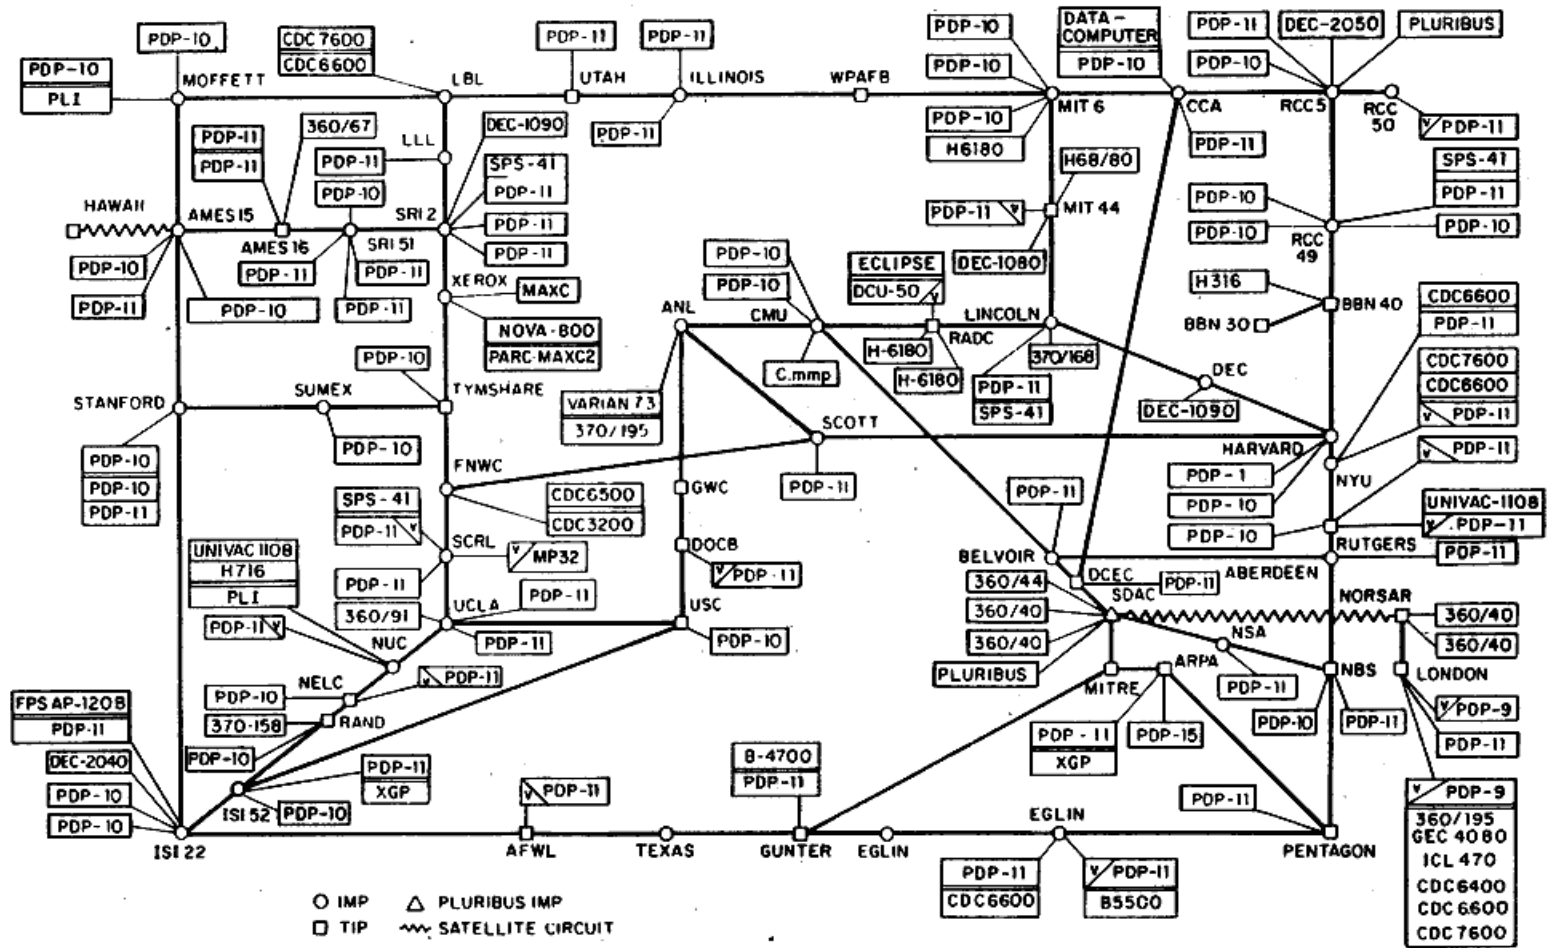 PDP-10
CDC7600
CDC6600
PDP-11
PDP-11
PDP-10
DATA-
COMPUTER
PDP-10
PDP-11
DEC-2050
PLURIBUS
PDP-10
PLI
MOFFETT
LBL
UTAH
ILLINOIS
WPAFB
PDP-10
PDP-10
MIT 6
CCA
PDP-10
RCC 5
RCC
50
PDP-11
PDP-11
PDP-11
360/67
LLL
PDP-11
PDP-10
DEC-1090
SPS-41
PDP-11
PDP-11
PDP-11
PDP-11
H6180
H68/80
PDP-11
SPS-41
PDP-11
PDP-10
PDP-10
PDP-10
RCC
49
HAWAII
AMES 15
AMES 16
SRI 51
SRI 2
PDP-11 V
MIT 44
DEC-1080
PDP-10
PDP-11
PDP-10
PDP-11
PDP-11
PDP-11
XEROX
MAXC
NOVA-800
PARC-MAXC2
PDP-10
PDP-10
ECLIPSE
DCU-50 V
H316
BBN 40
BBN 30
CDC6600
PDP-11
ANL
CMU
RADC
LINCOLN
H-6180
H-6180
C.mmp
370/168
PDP-11
SPS-41
DEC
DEC-1090
CDC7600
CDC6600
V PDP-11
V PDP-11
PDP-10
STANFORD
SUMEX
TYMSHARE
VARIAN 73
370/195
SCOTT
HARVARD
PDP-10
PDP-10
PDP-11
PDP-10
FNWC
CDC6500
CDC3200
GWC
PDP-11
PDP-11
PDP-1
PDP-10
PDP-10
NYU
UNIVAC-1108
V PDP-11
PDP-11
RUTGERS
SPS-41
PDP-11 V
SCRL
V MP32
DOCB
V PDP-11
BELVOIR
DCEC
PDP-11
ABERDEEN
UNIVAC 1108
H716
PLI
PDP-11 V
PDP-11
360/91
UCLA
PDP-11
PDP-11
USC
PDP-10
360/44
360/40
360/40
PLURIBUS
SDAC
NSA
PDP-11
NORSAR
360/40
360/40
NUC
NELC
V PDP-11
PDP-10
370-158
RAND
PDP-10
MITRE
ARPA
PDP-11
XGP
PDP-15
NBS
PDP-10
PDP-11
LONDON
V PDP-9
PDP-11
FPS AP-120B
PDP-11
DEC-2040
PDP-10
PDP-10
ISI 52
PDP-11
XGP
PDP-10
V PDP-11
B-4700
PDP-11
PDP-11
V PDP-9
360/195
GEC 4080
ICL 470
CDC6400
CDC6600
CDC7600
ISI 22
AFWL
TEXAS
GUNTER
EGLIN
EGLIN
PENTAGON
PDP-11
CDC6600
V PDP-11
B5500
IMP
PLURIBUS IMP
TIP
SATELLITE CIRCUIT